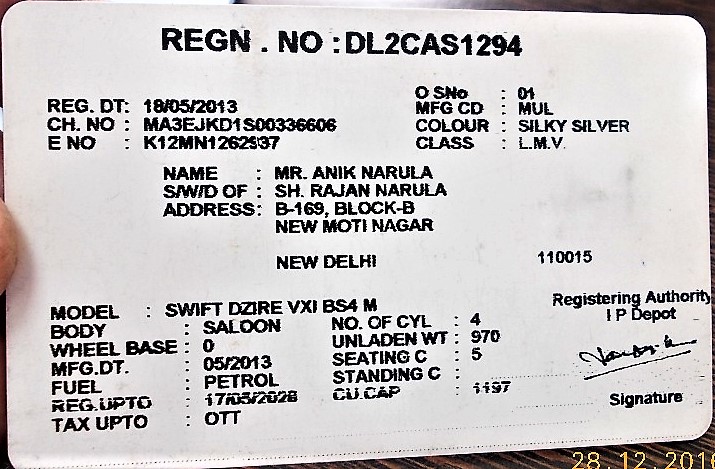 REGN . NO : DL2CAS1294
O SNo : 01
REG. DT: 18/05/2013 MFG CD : MUL
CH. NO : MA3EJKD1S00336606 COLOUR : SILKY SILVER
E NO : K12MN1262937 CLASS : L.M.V.
NAME : MR. ANIK NARULA
S/W/D OF : SH. RAJAN NARULA
ADDRESS : B-169, BLOCK-B
NEW MOTI NAGAR
NEW DELHI 110015
Registering Authority
I P Depot
MODEL : SWIFT DZIRE VXI BS4 M
BODY : SALOON NO. OF CYL : 4
WHEEL BASE : 0 UNLADEN WT : 970
MFG.DT. : 05/2013 SEATING C : 5
FUEL : PETROL STANDING C :
REG.UPTO : 17/05/2028 CU.CAP : 1197
TAX UPTO : OTT
Signature
28.12.201